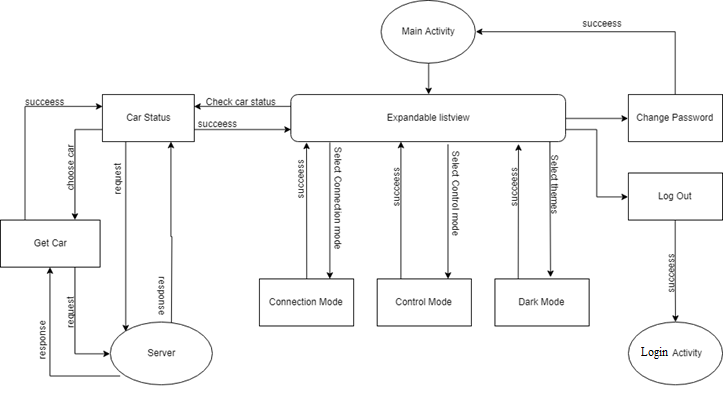 Main Activity
succeess
succeess
Car Status
Check car status
succeess
Expandable listview
Change Password
choose car
request
response
succeess
Select Connection mode
succeess
Select Control mode
succeess
Select themes
Log Out
Get Car
succeess
Connection Mode
Control Mode
Dark Mode
request
response
Server
Login Activity